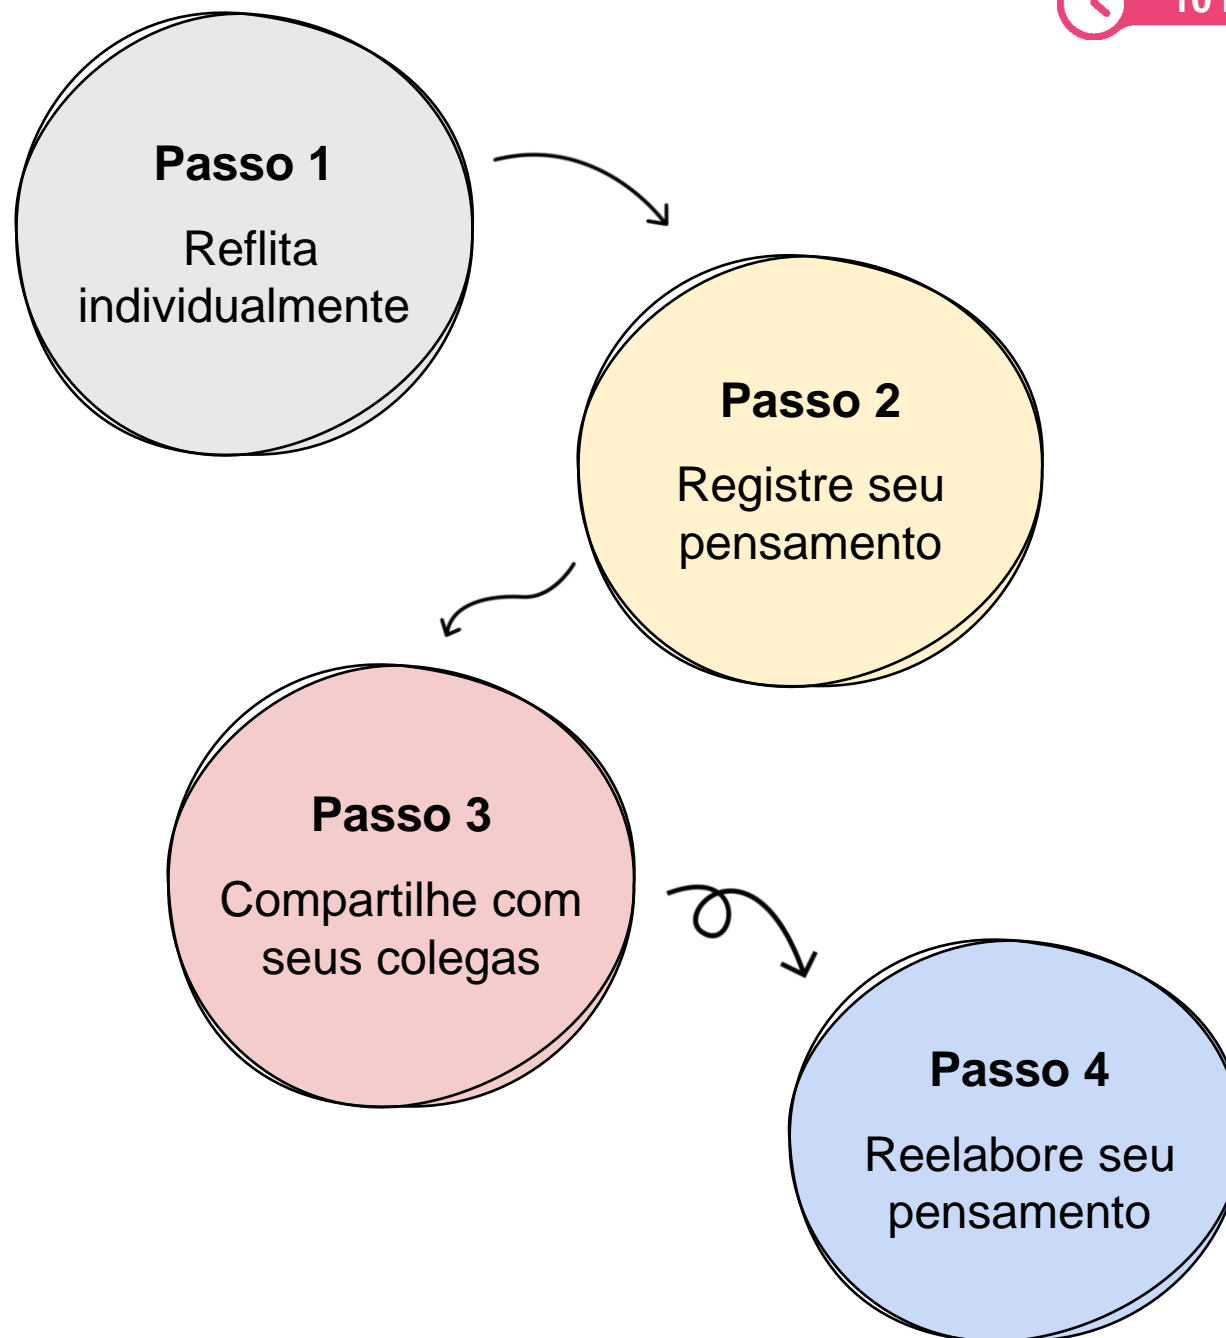 10
Passo 1
Reflita
individualmente
Passo 2
Registre seu
pensamento
Passo 3
Compartilhe com
seus colegas
Passo 4
Reelabore seu
pensamento